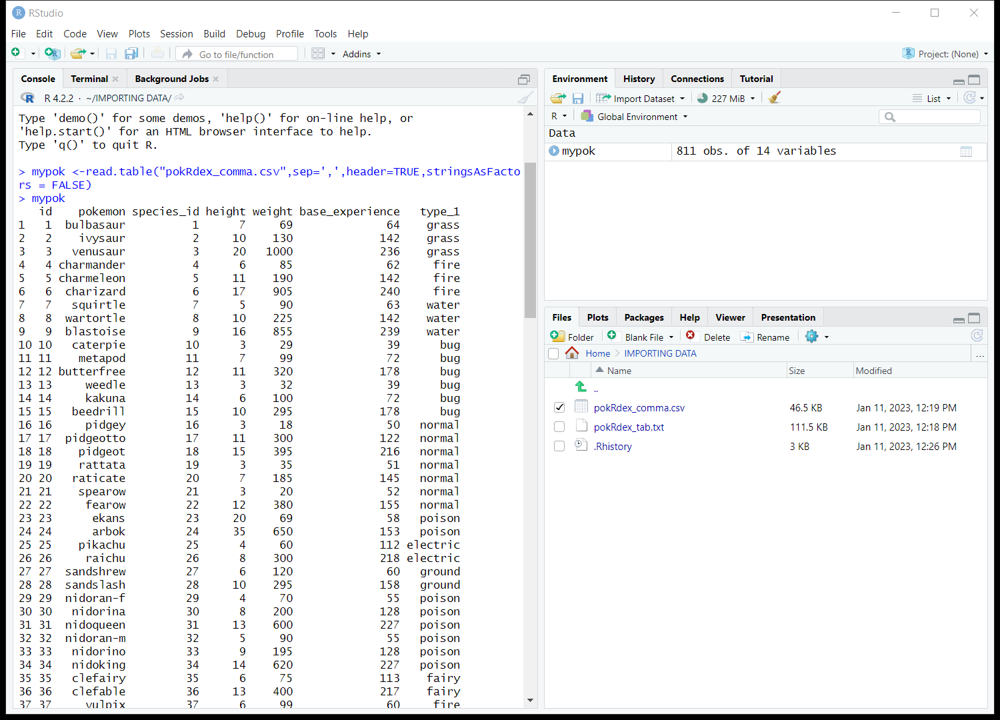 RStudio
File Edit Code View Plots Session Build Debug Profile Tools Help
Go to file/function Addins Project: (None)
Console Terminal Background Jobs
R 4.2.2 · ~/IMPORTING DATA/
Type 'demo()' for some demos, 'help()' for on-line help, or
'help.start()' for an HTML browser interface to help.
Type 'q()' to quit R.
> mypok <-read.table("pokRdex_comma.csv",sep=',',header=TRUE,stringsAsFacto
rs = FALSE)
> mypok
id pokemon species_id height weight base_experience type_1
1 1 bulbasaur 1 7 69 64 grass
2 2 ivysaur 2 10 130 142 grass
3 3 venusaur 3 20 1000 236 grass
4 4 charmander 4 6 85 62 fire
5 5 charmeleon 5 11 190 142 fire
6 6 charizard 6 17 905 240 fire
7 7 squirtle 7 5 90 63 water
8 8 wartortle 8 10 225 142 water
9 9 blastoise 9 16 855 239 water
10 10 caterpie 10 3 29 39 bug
11 11 metapod 11 7 99 72 bug
12 12 butterfree 12 11 320 178 bug
13 13 weedle 13 3 32 39 bug
14 14 kakuna 14 6 100 72 bug
15 15 beedrill 15 10 295 178 bug
16 16 pidgey 16 3 18 50 normal
17 17 pidgeotto 17 11 300 122 normal
18 18 pidgeot 18 15 395 216 normal
19 19 rattata 19 3 35 51 normal
20 20 raticate 20 7 185 145 normal
21 21 spearow 21 3 20 52 normal
22 22 fearow 22 12 380 155 normal
23 23 ekans 23 20 69 58 poison
24 24 arbok 24 35 650 153 poison
25 25 pikachu 25 4 60 112 electric
26 26 raichu 26 8 300 218 electric
27 27 sandshrew 27 6 120 60 ground
28 28 sandslash 28 10 295 158 ground
29 29 nidoran-f 29 4 70 55 poison
30 30 nidorina 30 8 200 128 poison
31 31 nidoqueen 31 13 600 227 poison
32 32 nidoran-m 32 5 90 55 poison
33 33 nidorino 33 9 195 128 poison
34 34 nidoking 34 14 620 227 poison
35 35 clefairy 35 6 75 113 fairy
36 36 clefable 36 13 400 217 fairy
37 37 vulpix 37 6 99 60 fire
Environment History Connections Tutorial
Import Dataset 227 MiB List
R Global Environment
Data
mypok 811 obs. of 14 variables
Files Plots Packages Help Viewer Presentation
Folder Blank File Delete Rename
Home > IMPORTING DATA ...
Name Size Modified
..
pokRdex_comma.csv 46.5 KB Jan 11, 2023, 12:19 PM
pokRdex_tab.txt 111.5 KB Jan 11, 2023, 12:18 PM
.Rhistory 3 KB Jan 11, 2023, 12:26 PM